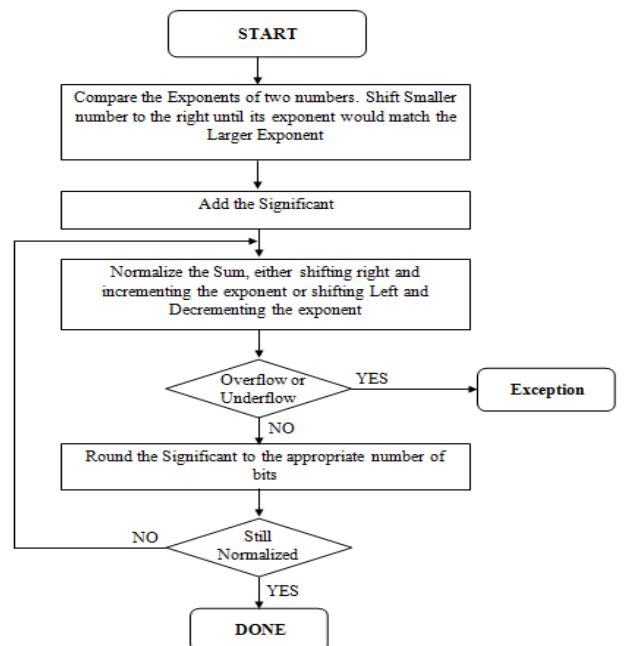 START
Compare the Exponents of two numbers. Shift Smaller
number to the right until its exponent would match the
Larger Exponent
Add the Significant
Normalize the Sum, either shifting right and
incrementing the exponent or shifting Left and
Decrementing the exponent
Overflow or
Underflow
YES
Exception
NO
Round the Significant to the appropriate number of
bits
NO
Still
Normalized
YES
DONE